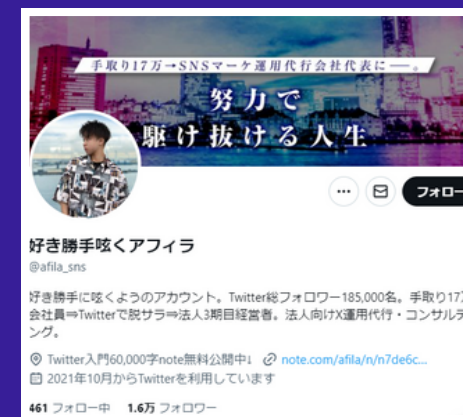 手取り17万→SNSマーケ運用代行会社代表に――。
努力で
駆け抜ける人生
フォロー
好き勝手呟くアフィラ
@afila_sns
好き勝手に呟くようのアカウント。Twitter総フォロワー185,000名。手取り17万
会社員⇒Twitterで脱サラ⇒法人3期目経営者。法人向けX運用代行・コンサルテ
ング。
Twitter入門60,000字note無料公開中↓ note.com/afila/n/n7de6c...
2021年10月からTwitterを利用しています
461 フォロー中 1.6万 フォロワー